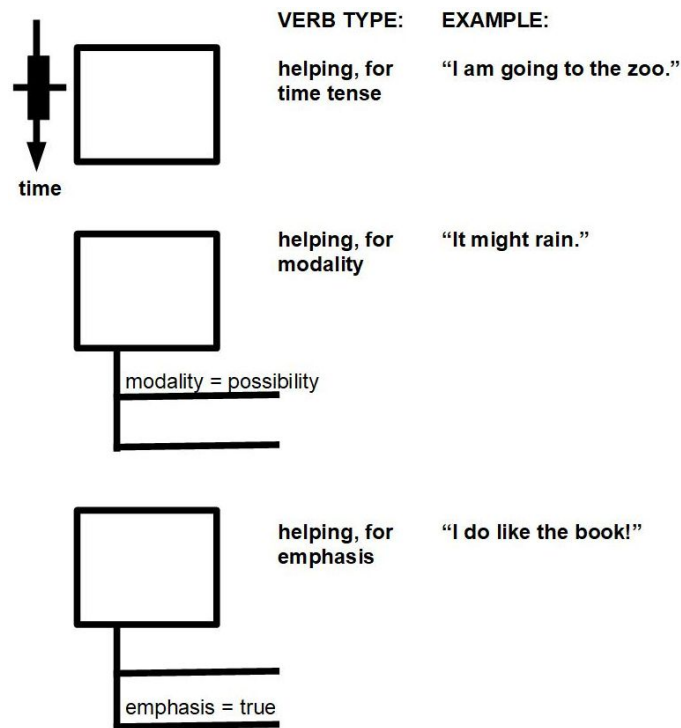 VERB TYPE: EXAMPLE:
helping, for “I am going to the zoo.”
time tense
time
helping, for “It might rain.”
modality
modality = possibility
helping, for “I do like the book!”
emphasis
emphasis = true